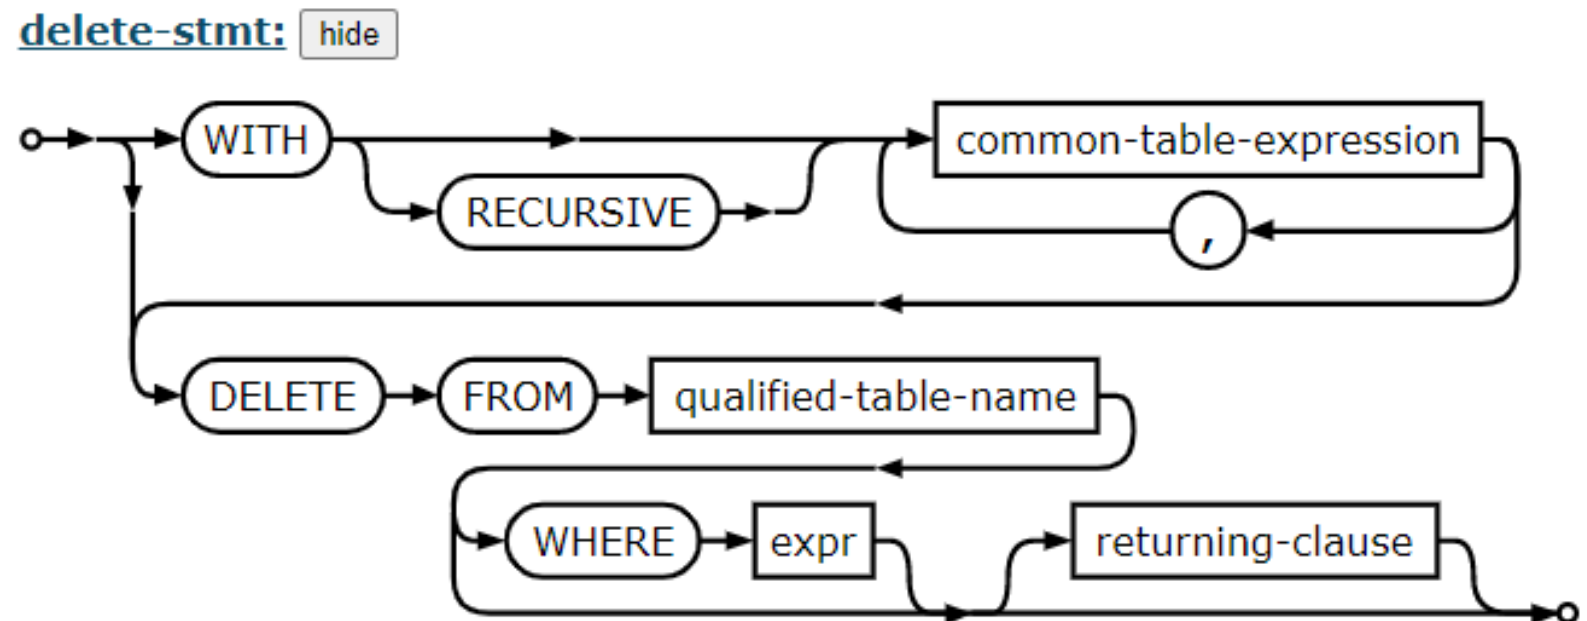 delete-stmt: hide
WITH common-table-expression
RECURSIVE
,
DELETE FROM qualified-table-name
WHERE expr returning-clause